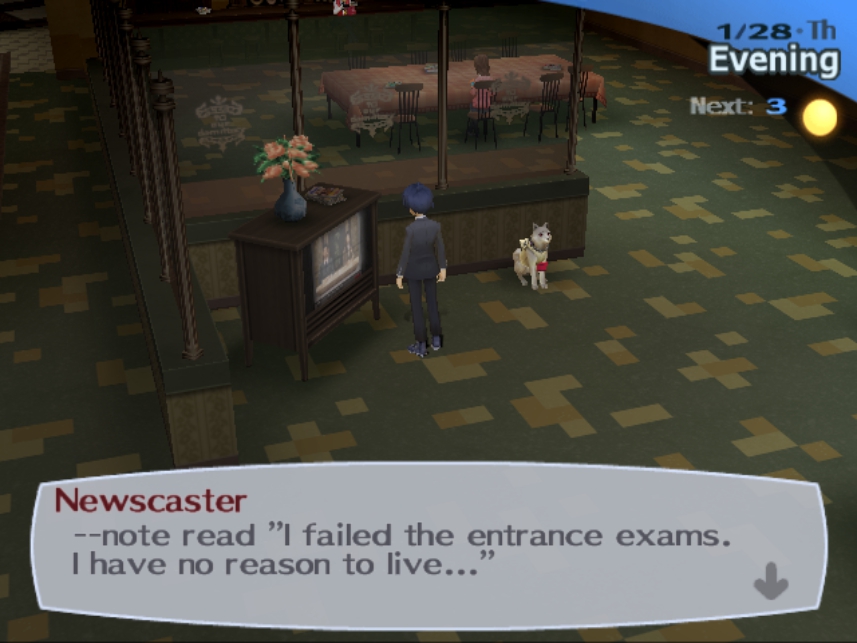 1/28·Th
Evening
Next: 3
Newscaster
--note read "I failed the entrance exams.
I have no reason to live..."